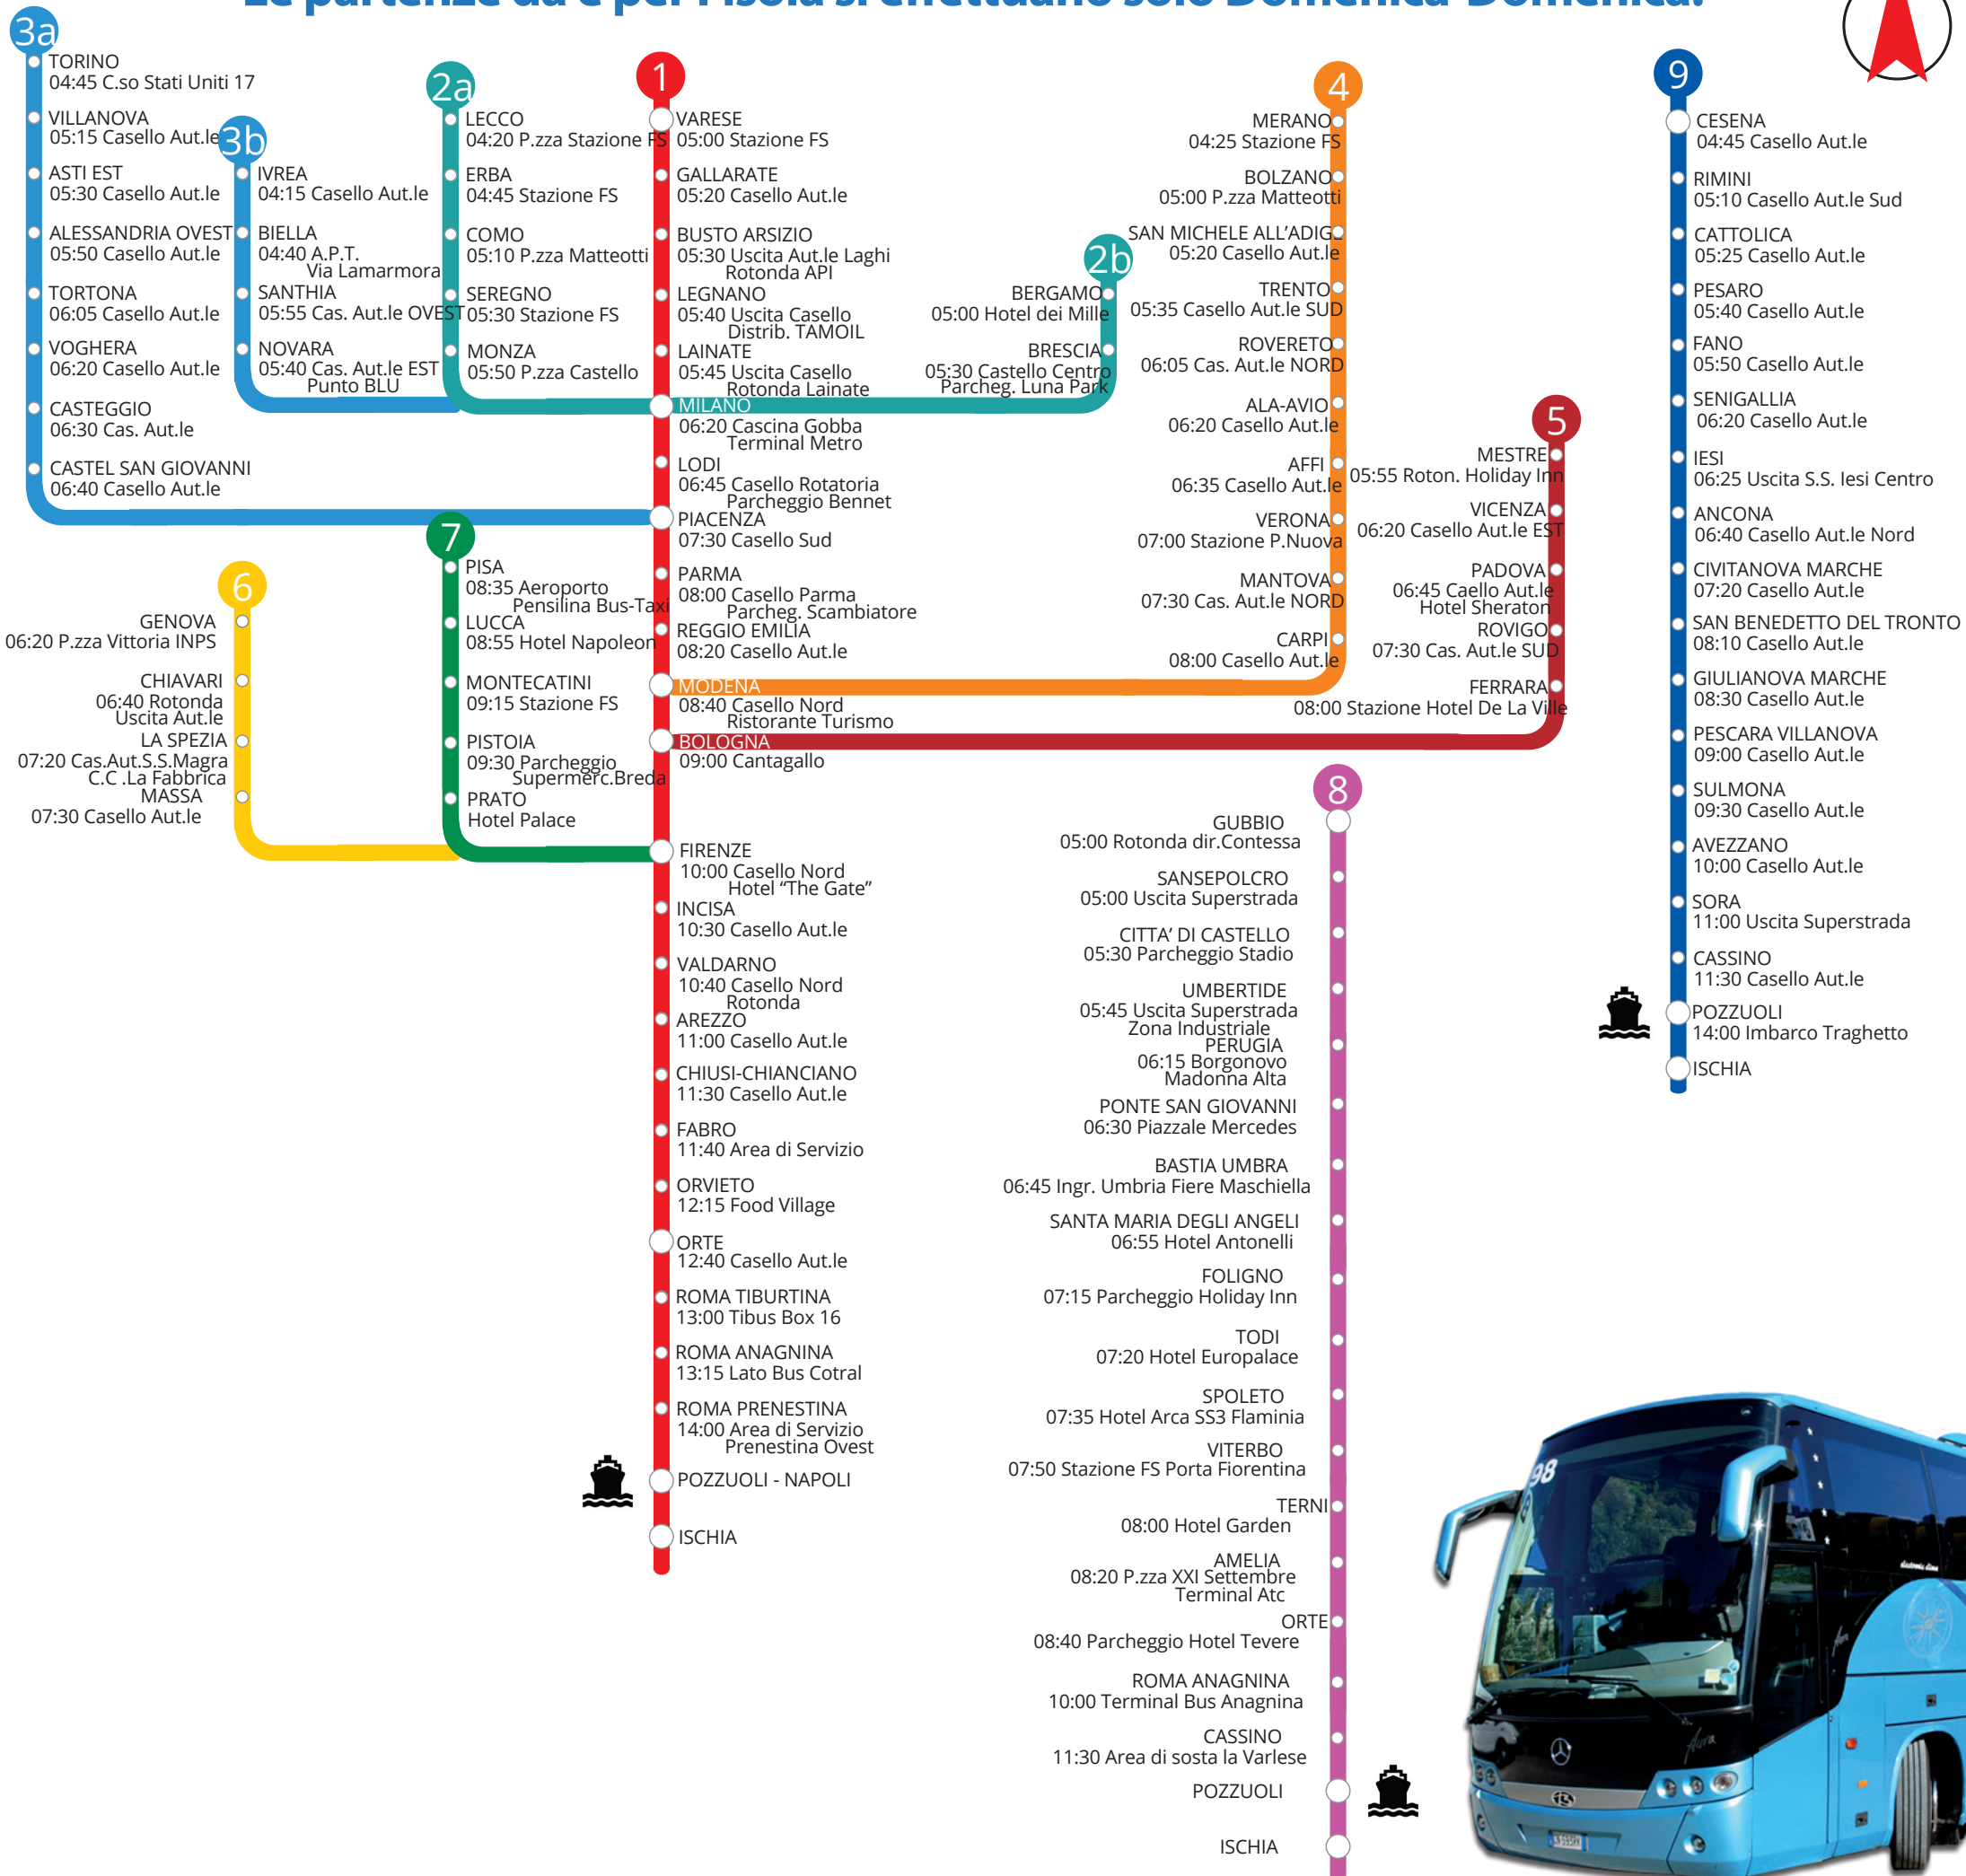 Le partenze da e per l'isola si effettuano solo Domenica-Domenica.
3a
TORINO
04:45 C.so Stati Uniti 17
VILLANOVA
05:15 Casello Aut.le
ASTI EST
05:30 Casello Aut.le
ALESSANDRIA OVEST
05:50 Casello Aut.le
TORTONA
06:05 Casello Aut.le
VOGHERA
06:20 Casello Aut.le
CASTEGGIO
06:30 Cas. Aut.le
CASTEL SAN GIOVANNI
06:40 Casello Aut.le
3b
IVREA
04:15 Casello Aut.le
BIELLA
04:40 A.P.T.
Via Lamarmora
SANTHIA
05:55 Cas. Aut.le OVEST
NOVARA
05:40 Cas. Aut.le EST
Punto BLU
2a
LECCO
04:20 P.zza Stazione FS
ERBA
04:45 Stazione FS
COMO
05:10 P.zza Matteotti
SEREGNO
05:30 Stazione FS
MONZA
05:50 P.zza Castello
1
VARESE
05:00 Stazione FS
GALLARATE
05:20 Casello Aut.le
BUSTO ARSIZIO
05:30 Uscita Aut.le Laghi
Rotonda API
LEGNANO
05:40 Uscita Casello
Distrib. TAMOIL
LAINATE
05:45 Uscita Casello
Rotonda Lainate
MILANO
06:20 Cascina Gobba
Terminal Metro
LODI
06:45 Casello Rotatoria
Parcheggio Bennet
PIACENZA
07:30 Casello Sud
PARMA
08:00 Casello Parma
Parcheg. Scambiatore
REGGIO EMILIA
08:20 Casello Aut.le
MODENA
08:40 Casello Nord
Ristorante Turismo
BOLOGNA
09:00 Cantagallo
FIRENZE
10:00 Casello Nord
Hotel “The Gate”
INCISA
10:30 Casello Aut.le
VALDARNO
10:40 Casello Nord
Rotonda
AREZZO
11:00 Casello Aut.le
CHIUSI-CHIANCIANO
11:30 Casello Aut.le
FABRO
11:40 Area di Servizio
ORVIETO
12:15 Food Village
ORTE
12:40 Casello Aut.le
ROMA TIBURTINA
13:00 Tibus Box 16
ROMA ANAGNINA
13:15 Lato Bus Cotral
ROMA PRENESTINA
14:00 Area di Servizio
Prenestina Ovest
POZZUOLI - NAPOLI
ISCHIA
2b
BERGAMO
05:00 Hotel dei Mille
BRESCIA
05:30 Castello Centro
Parcheg. Luna Park
4
MERANO
04:25 Stazione FS
BOLZANO
05:00 P.zza Matteotti
SAN MICHELE ALL’ADIGE
05:20 Casello Aut.le
TRENTO
05:35 Casello Aut.le SUD
ROVERETO
06:05 Cas. Aut.le NORD
ALA-AVIO
06:20 Casello Aut.le
AFFI
06:35 Casello Aut.le
VERONA
07:00 Stazione P.Nuova
MANTOVA
07:30 Cas. Aut.le NORD
CARPI
08:00 Casello Aut.le
5
MESTRE
05:55 Roton. Holiday Inn
VICENZA
06:20 Casello Aut.le EST
PADOVA
06:45 Caello Aut.le
Hotel Sheraton
ROVIGO
07:30 Cas. Aut.le SUD
FERRARA
08:00 Stazione Hotel De La Ville
6
GENOVA
06:20 P.zza Vittoria INPS
CHIAVARI
06:40 Rotonda
Uscita Aut.le
LA SPEZIA
07:20 Cas.Aut.S.S.Magra
C.C .La Fabbrica
MASSA
07:30 Casello Aut.le
7
PISA
08:35 Aeroporto
Pensilina Bus-Taxi
LUCCA
08:55 Hotel Napoleon
MONTECATINI
09:15 Stazione FS
PISTOIA
09:30 Parcheggio
Supermerc.Breda
PRATO
Hotel Palace
8
GUBBIO
05:00 Rotonda dir.Contessa
SANSEPOLCRO
05:00 Uscita Superstrada
CITTA’ DI CASTELLO
05:30 Parcheggio Stadio
UMBERTIDE
05:45 Uscita Superstrada
Zona Industriale
PERUGIA
06:15 Borgonovo
Madonna Alta
PONTE SAN GIOVANNI
06:30 Piazzale Mercedes
BASTIA UMBRA
06:45 Ingr. Umbria Fiere Maschiella
SANTA MARIA DEGLI ANGELI
06:55 Hotel Antonelli
FOLIGNO
07:15 Parcheggio Holiday Inn
TODI
07:20 Hotel Europalace
SPOLETO
07:35 Hotel Arca SS3 Flaminia
VITERBO
07:50 Stazione FS Porta Fiorentina
TERNI
08:00 Hotel Garden
AMELIA
08:20 P.zza XXI Settembre
Terminal Atc
ORTE
08:40 Parcheggio Hotel Tevere
ROMA ANAGNINA
10:00 Terminal Bus Anagnina
CASSINO
11:30 Area di sosta la Varlese
POZZUOLI
ISCHIA
9
CESENA
04:45 Casello Aut.le
RIMINI
05:10 Casello Aut.le Sud
CATTOLICA
05:25 Casello Aut.le
PESARO
05:40 Casello Aut.le
FANO
05:50 Casello Aut.le
SENIGALLIA
06:20 Casello Aut.le
IESI
06:25 Uscita S.S. Iesi Centro
ANCONA
06:40 Casello Aut.le Nord
CIVITANOVA MARCHE
07:20 Casello Aut.le
SAN BENEDETTO DEL TRONTO
08:10 Casello Aut.le
GIULIANOVA MARCHE
08:30 Casello Aut.le
PESCARA VILLANOVA
09:00 Casello Aut.le
SULMONA
09:30 Casello Aut.le
AVEZZANO
10:00 Casello Aut.le
SORA
11:00 Uscita Superstrada
CASSINO
11:30 Casello Aut.le
POZZUOLI
14:00 Imbarco Traghetto
ISCHIA
98
Aura